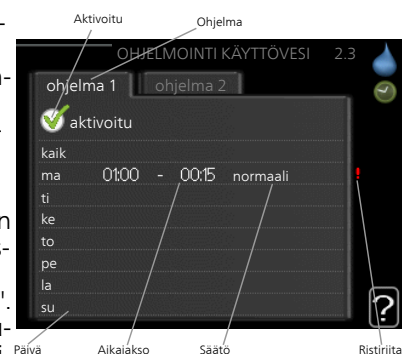 Aktivoitu Ohjelma
OHJELMOINTI KÄYTTÖVESI 2.3
ohjelma 1 ohjelma 2
aktivoitu
kaik
ma 01:00 - 00:15 normaali !
ti
ke
to
pe
la
su
?
Päivä Aikajakso Säätö Ristiriita